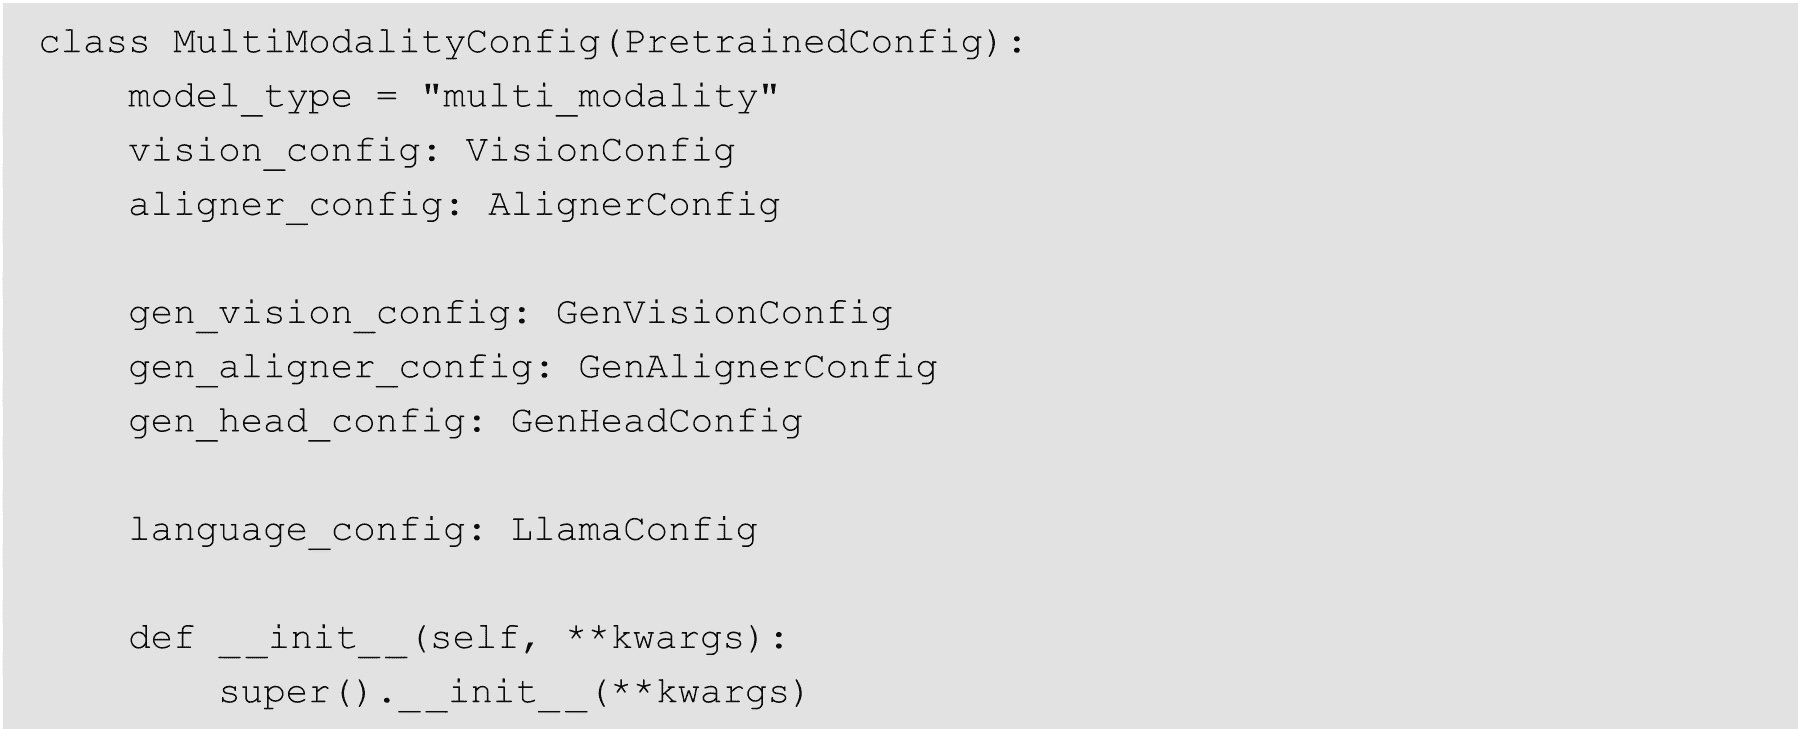 class MultiModalityConfig(PretrainedConfig):
    model_type = "multi_modality"
    vision_config: VisionConfig
    aligner_config: AlignerConfig

    gen_vision_config: GenVisionConfig
    gen_aligner_config: GenAlignerConfig
    gen_head_config: GenHeadConfig

    language_config: LlamaConfig

    def __init__(self, **kwargs):
        super().__init__(**kwargs)